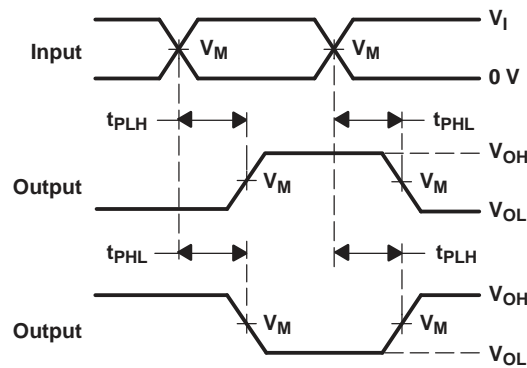 V_I
Input V_M V_M
0 V
t_PLH t_PHL
V_OH
Output V_M V_M
V_OL
t_PHL t_PLH
V_OH
Output V_M V_M
V_OL